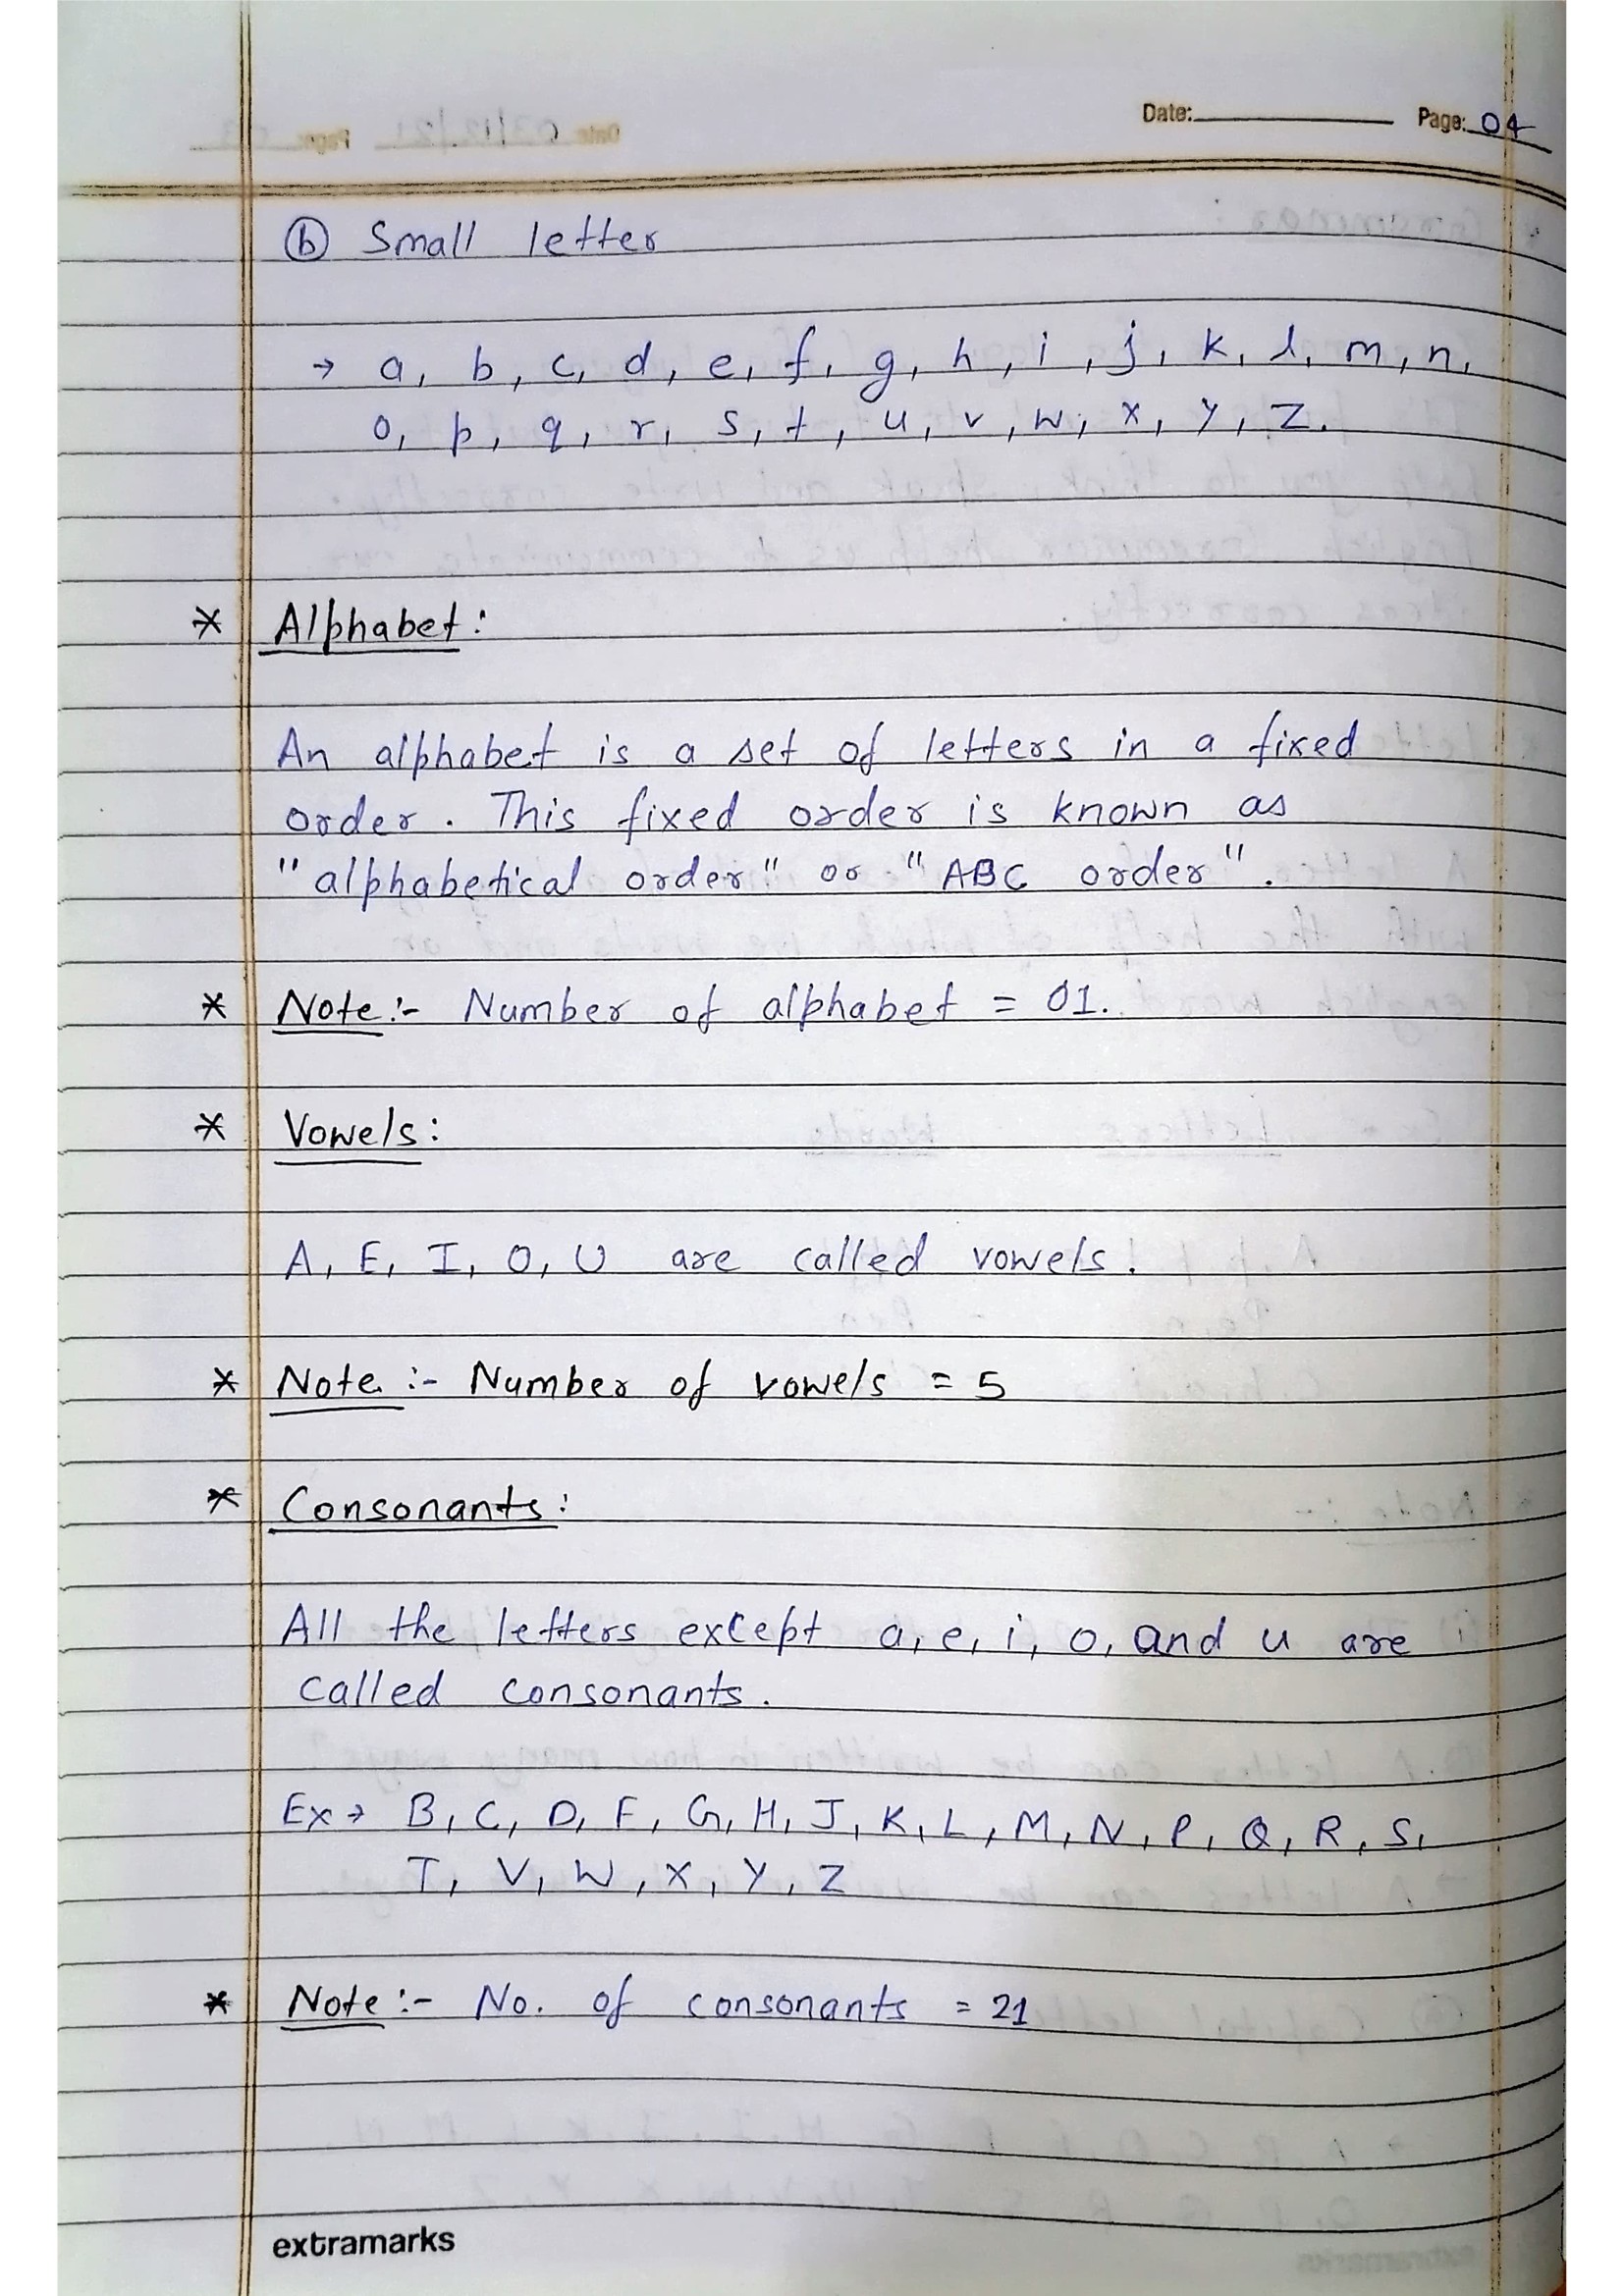 Date: Page: 04
ⓑ Small letter
→ a, b, c, d, e, f, g, h, i, j, k, l, m, n,
o, p, q, r, s, t, u, v, w, x, y, z.
* Alphabet:
An alphabet is a set of letters in a fixed
order. This fixed order is known as
"alphabetical order" or "ABC order".
* Note:- Number of alphabet = 01.
* Vowels:
A, E, I, O, U are called vowels.
* Note:- Number of vowels = 5
* Consonants:
All the letters except a, e, i, o, and u are
called consonants.
Ex→ B, C, D, F, G, H, J, K, L, M, N, P, Q, R, S,
T, V, W, X, Y, Z
* Note:- No. of consonants = 21
extramarks